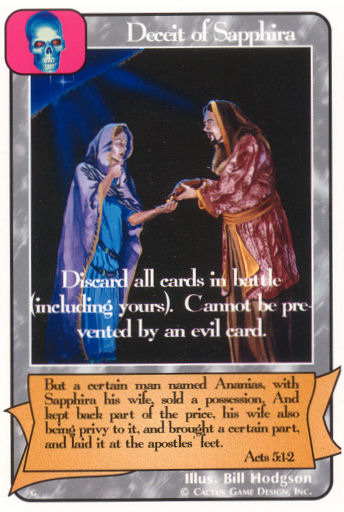 Deceit of Sapphira
Discard all cards in battle
(including yours). Cannot be pre-
vented by an evil card.
But a certain man named Ananias, with
Sapphira his wife, sold a possession, And
kept back part of the price, his wife also
being privy to it, and brought a certain part,
and laid it at the apostles' feet.
Acts 5:1-2
Illus. Bill Hodgson
G
© Cactus Game Design, Inc.